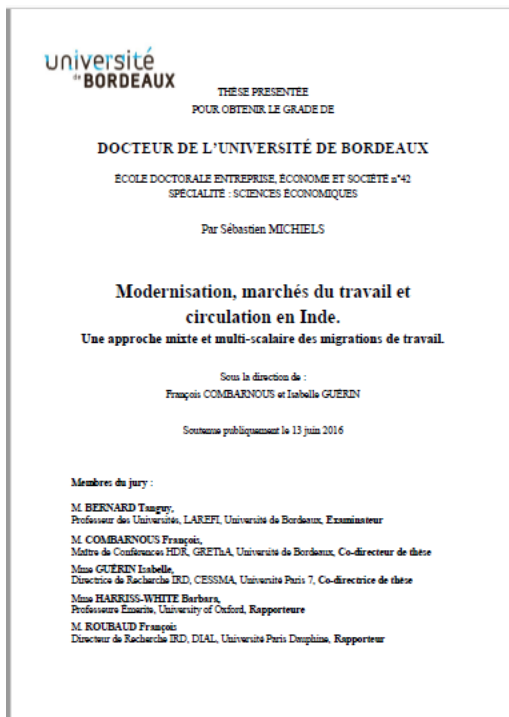 université
de BORDEAUX
THÈSE PRESENTÉE
POUR OBTENIR LE GRADE DE
DOCTEUR DE L'UNIVERSITÉ DE BORDEAUX
ÉCOLE DOCTORALE ENTREPRISE, ÉCONOME ET SOCIÉTÉ n°42
SPÉCIALITÉ : SCIENCES ÉCONOMIQUES
Par Sébastien MICHIELS
Modernisation, marchés du travail et
circulation en Inde.
Une approche mixte et multi-scalaire des migrations de travail.
Sous la direction de :
François COMBARNOUS et Isabelle GUÉRIN
Soutenue publiquement le 13 juin 2016
Membres du jury :
M. BERNARD Tanguy,
Professeur des Universités, LAREFI, Université de Bordeaux, Examinateur
M. COMBARNOUS François,
Maître de Conférences HDR, GREThA, Université de Bordeaux, Co-directeur de thèse
Mme GUÉRIN Isabelle,
Directrice de Recherche IRD, CESSMA, Université Paris 7, Co-directrice de thèse
Mme HARRISS-WHITE Barbara,
Professeure Émerite, University of Oxford, Rapporteure
M. ROUBAUD François
Directeur de Recherche IRD, DIAL, Université Paris Dauphine, Rapporteur